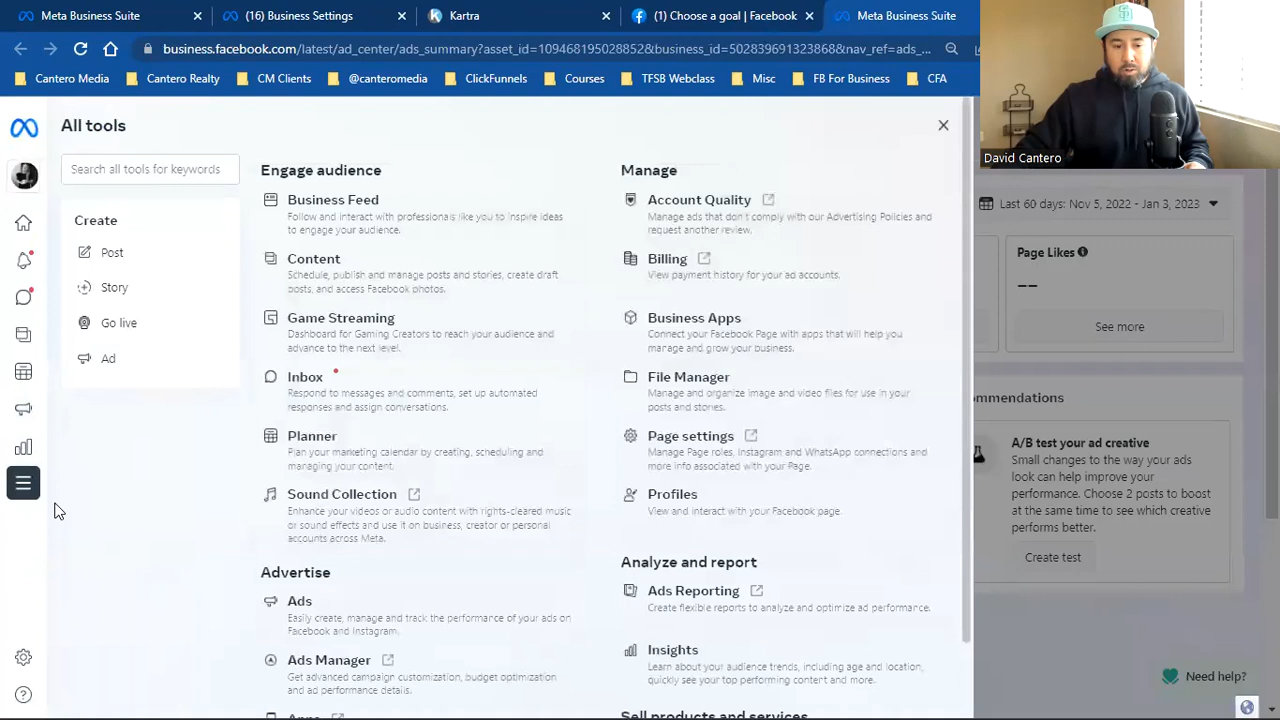 Meta Business Suite
(16) Business Settings
Kartra
(1) Choose a goal | Facebook
Meta Business Suite
business.facebook.com/latest/ad_center/ads_summary?asset_id=109468195028852&business_id=502839691323868&nav_ref=ads_...
Cantero Media
Cantero Realty
CM Clients
@canteromedia
ClickFunnels
Courses
TFSB Webclass
Misc
FB For Business
CFA
David Cantero
All tools
Search all tools for keywords
Create
Post
Story
Go live
Ad
Engage audience
Business Feed
Follow and interact with professionals like you to inspire ideas
to engage your audience.
Content
Schedule, publish and manage posts and stories, create draft
posts, and access Facebook photos.
Game Streaming
Dashboard for Gaming Creators to reach your audience and
advance to the next level.
Inbox
Respond to messages and comments, set up automated
responses and assign conversations.
Planner
Plan your marketing calendar by creating, scheduling and
managing your content.
Sound Collection
Enhance your videos or audio content with rights-cleared music
or sound effects and use it on business, creator or personal
accounts across Meta.
Advertise
Ads
Easily create, manage and track the performance of your ads on
Facebook and Instagram.
Ads Manager
Get advanced campaign customization, budget optimization
and ad performance details.
Apps
Manage
Account Quality
Manage ads that don't comply with our Advertising Policies and
request another review.
Billing
View payment history for your ad accounts.
Business Apps
Connect your Facebook Page with apps that will help you
manage and grow your business.
File Manager
Manage and organize image and video files for use in your
posts and stories.
Page settings
Manage Page roles, Instagram and WhatsApp connections and
more info associated with your Page.
Profiles
View and interact with your Facebook page.
Analyze and report
Ads Reporting
Create flexible reports to analyze and optimize ad performance.
Insights
Learn about your audience trends, including age and location,
quickly see your top performing content and more.
Sell products and services
Last 60 days: Nov 5, 2022 - Jan 3, 2023
Page Likes
--
See more
ommendations
A/B test your ad creative
Small changes to the way your ads
look can help improve your
performance. Choose 2 posts to boost
at the same time to see which creative
performs better.
Create test
Need help?